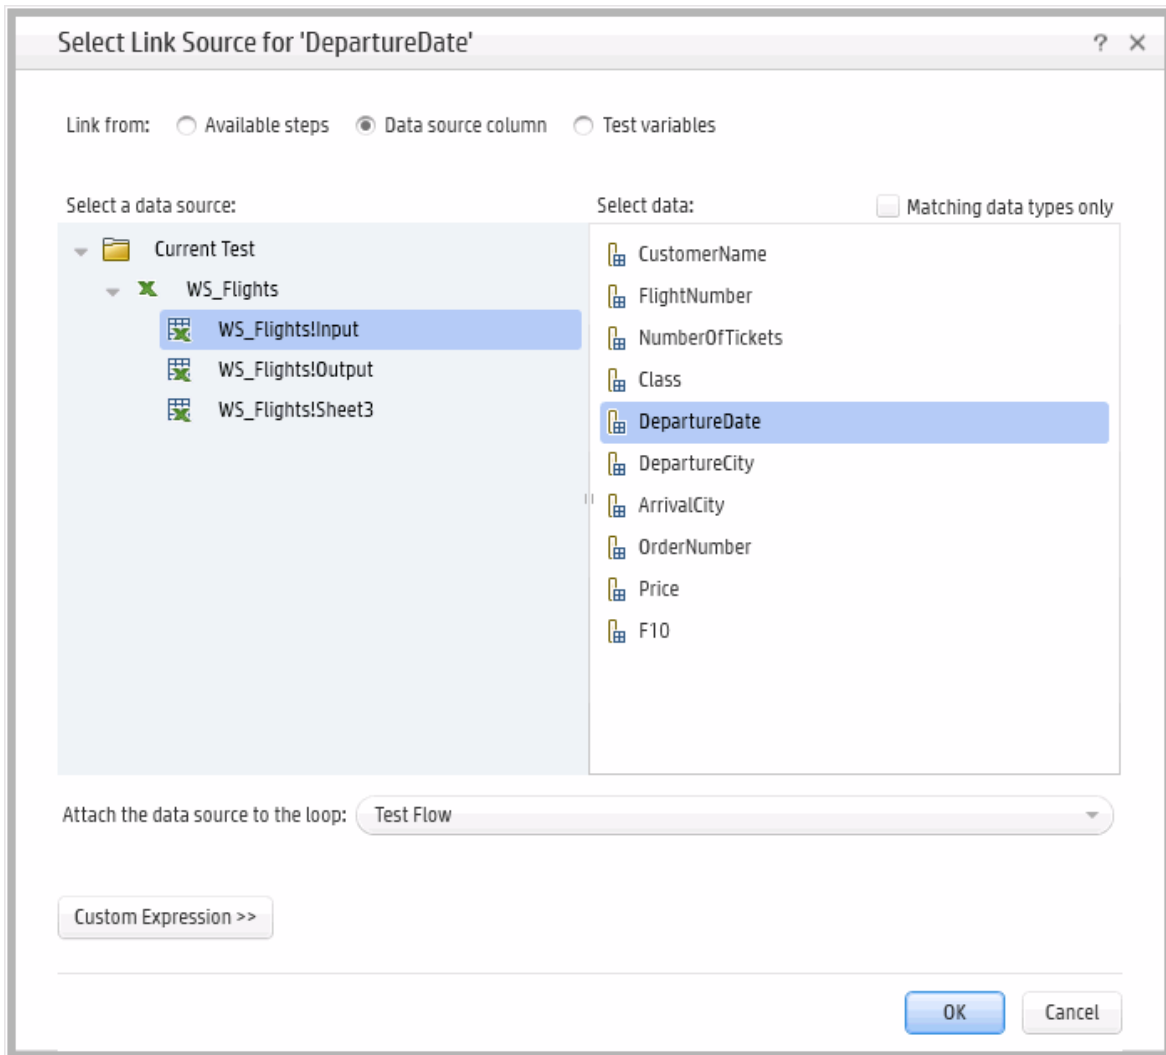 Select Link Source for 'DepartureDate'
Link from: Available steps Data source column Test variables
Select a data source:
Current Test
WS_Flights
WS_Flights!Input
WS_Flights!Output
WS_Flights!Sheet3
Select data: Matching data types only
CustomerName
FlightNumber
NumberOfTickets
Class
DepartureDate
DepartureCity
ArrivalCity
OrderNumber
Price
F10
Attach the data source to the loop: Test Flow
Custom Expression >>
OK Cancel